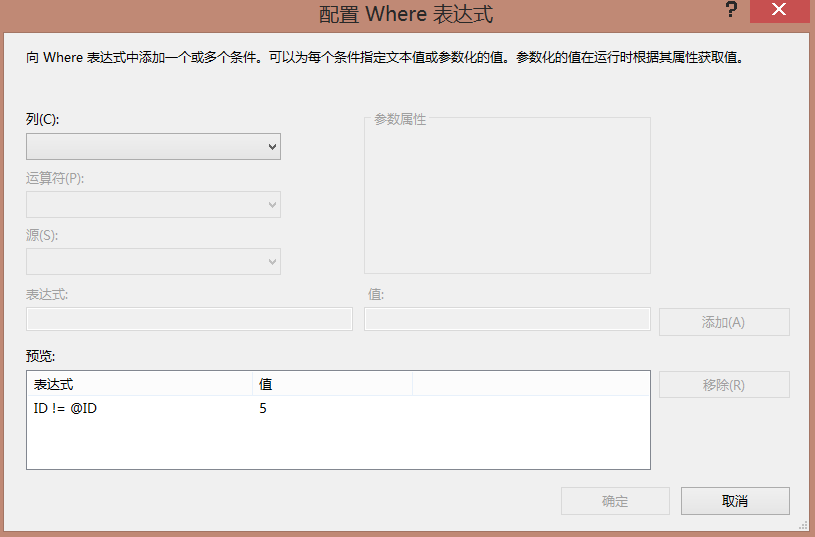 配置 Where 表达式
?
向 Where 表达式中添加一个或多个条件。可以为每个条件指定文本值或参数化的值。参数化的值在运行时根据其属性获取值。
列(C):
参数属性
运算符(P):
源(S):
表达式:
值:
添加(A)
预览:
表达式 值
移除(R)
ID != @ID 5
确定 取消